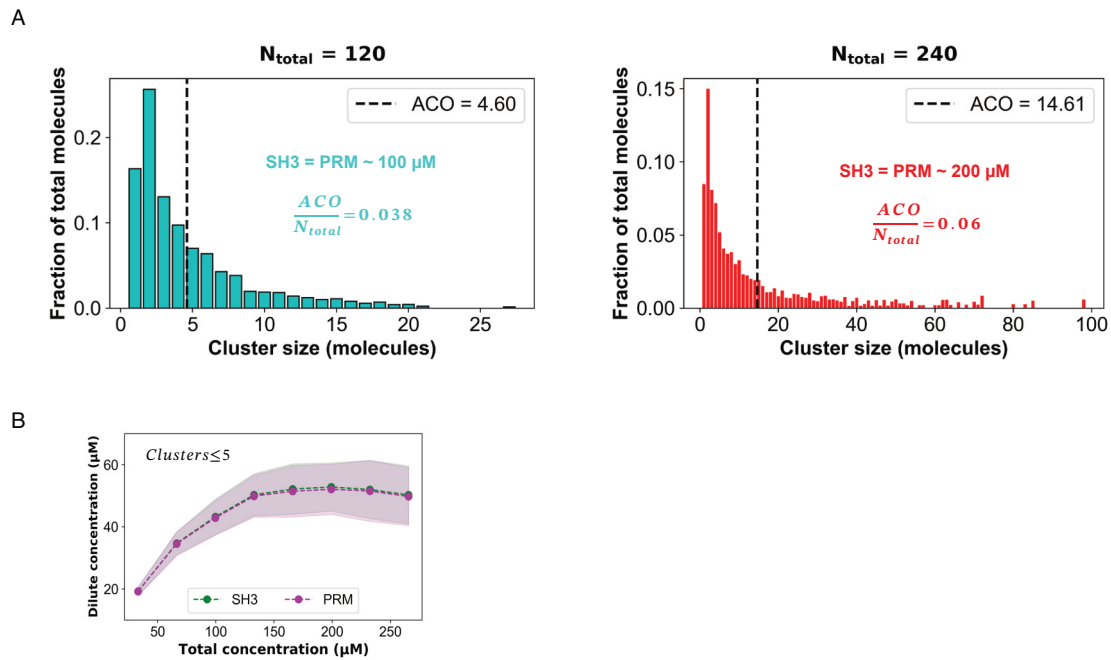 A
N_total = 120
Fraction of total molecules
0.2
0.1
0.0
ACO = 4.60
SH3 = PRM ~ 100 µM
ACO
N_total
=0.038
0 5 10 15 20 25
Cluster size (molecules)
N_total = 240
Fraction of total molecules
0.15
0.10
0.05
0.00
ACO = 14.61
SH3 = PRM ~ 200 µM
ACO
N_total
=0.06
0 20 40 60 80 100
Cluster size (molecules)
B
Dilute concentration (µM)
60
40
20
Clusters≤5
SH3 PRM
50 100 150 200 250
Total concentration (µM)